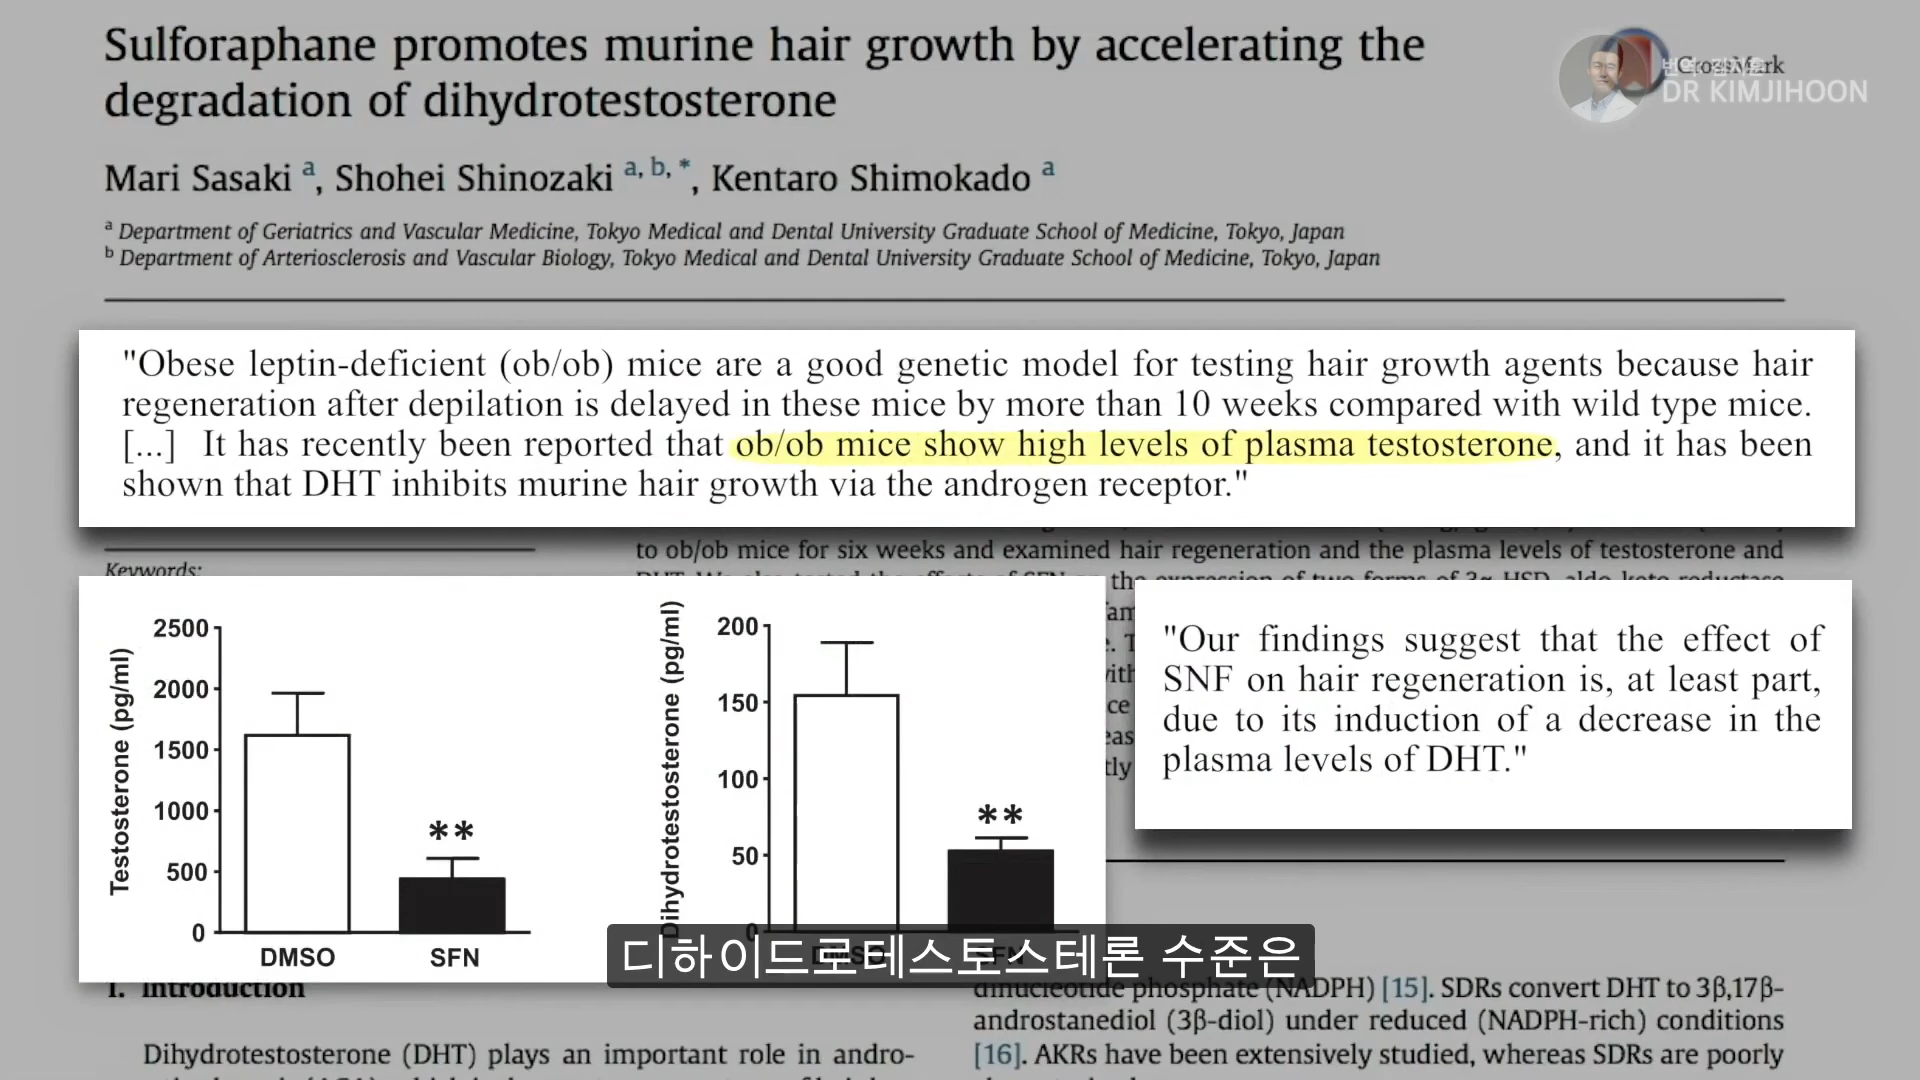 Sulforaphane promotes murine hair growth by accelerating the
degradation of dihydrotestosterone
CrossMark
DR KIMJIHOON
Mari Sasaki a, Shohei Shinozaki a, b, *, Kentaro Shimokado a
a Department of Geriatrics and Vascular Medicine, Tokyo Medical and Dental University Graduate School of Medicine, Tokyo, Japan
b Department of Arteriosclerosis and Vascular Biology, Tokyo Medical and Dental University Graduate School of Medicine, Tokyo, Japan
"Obese leptin-deficient (ob/ob) mice are a good genetic model for testing hair growth agents because hair
regeneration after depilation is delayed in these mice by more than 10 weeks compared with wild type mice.
[...] It has recently been reported that ob/ob mice show high levels of plasma testosterone, and it has been
shown that DHT inhibits murine hair growth via the androgen receptor."
to ob/ob mice for six weeks and examined hair regeneration and the plasma levels of testosterone and
Keywords:
Testosterone (pg/ml)
2500
2000
1500
1000
500
0
**
DMSO SFN
Dihydrotestosterone (pg/ml)
200
150
100
50
0
**
DMSO SFN
"Our findings suggest that the effect of
SNF on hair regeneration is, at least part,
due to its induction of a decrease in the
plasma levels of DHT."
디하이드로테스토스테론 수준은
1. Introduction
Dihydrotestosterone (DHT) plays an important role in andro-
dinucleotide phosphate (NADPH) [15]. SDRs convert DHT to 3β,17β-
androstanediol (3β-diol) under reduced (NADPH-rich) conditions
[16]. AKRs have been extensively studied, whereas SDRs are poorly